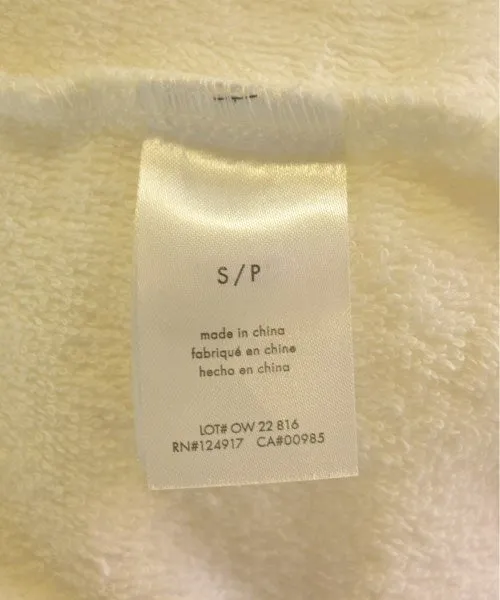 S/P
made in china
fabriqué en chine
hecho en china
LOT# OW 22 816
RN#124917 CA#00985